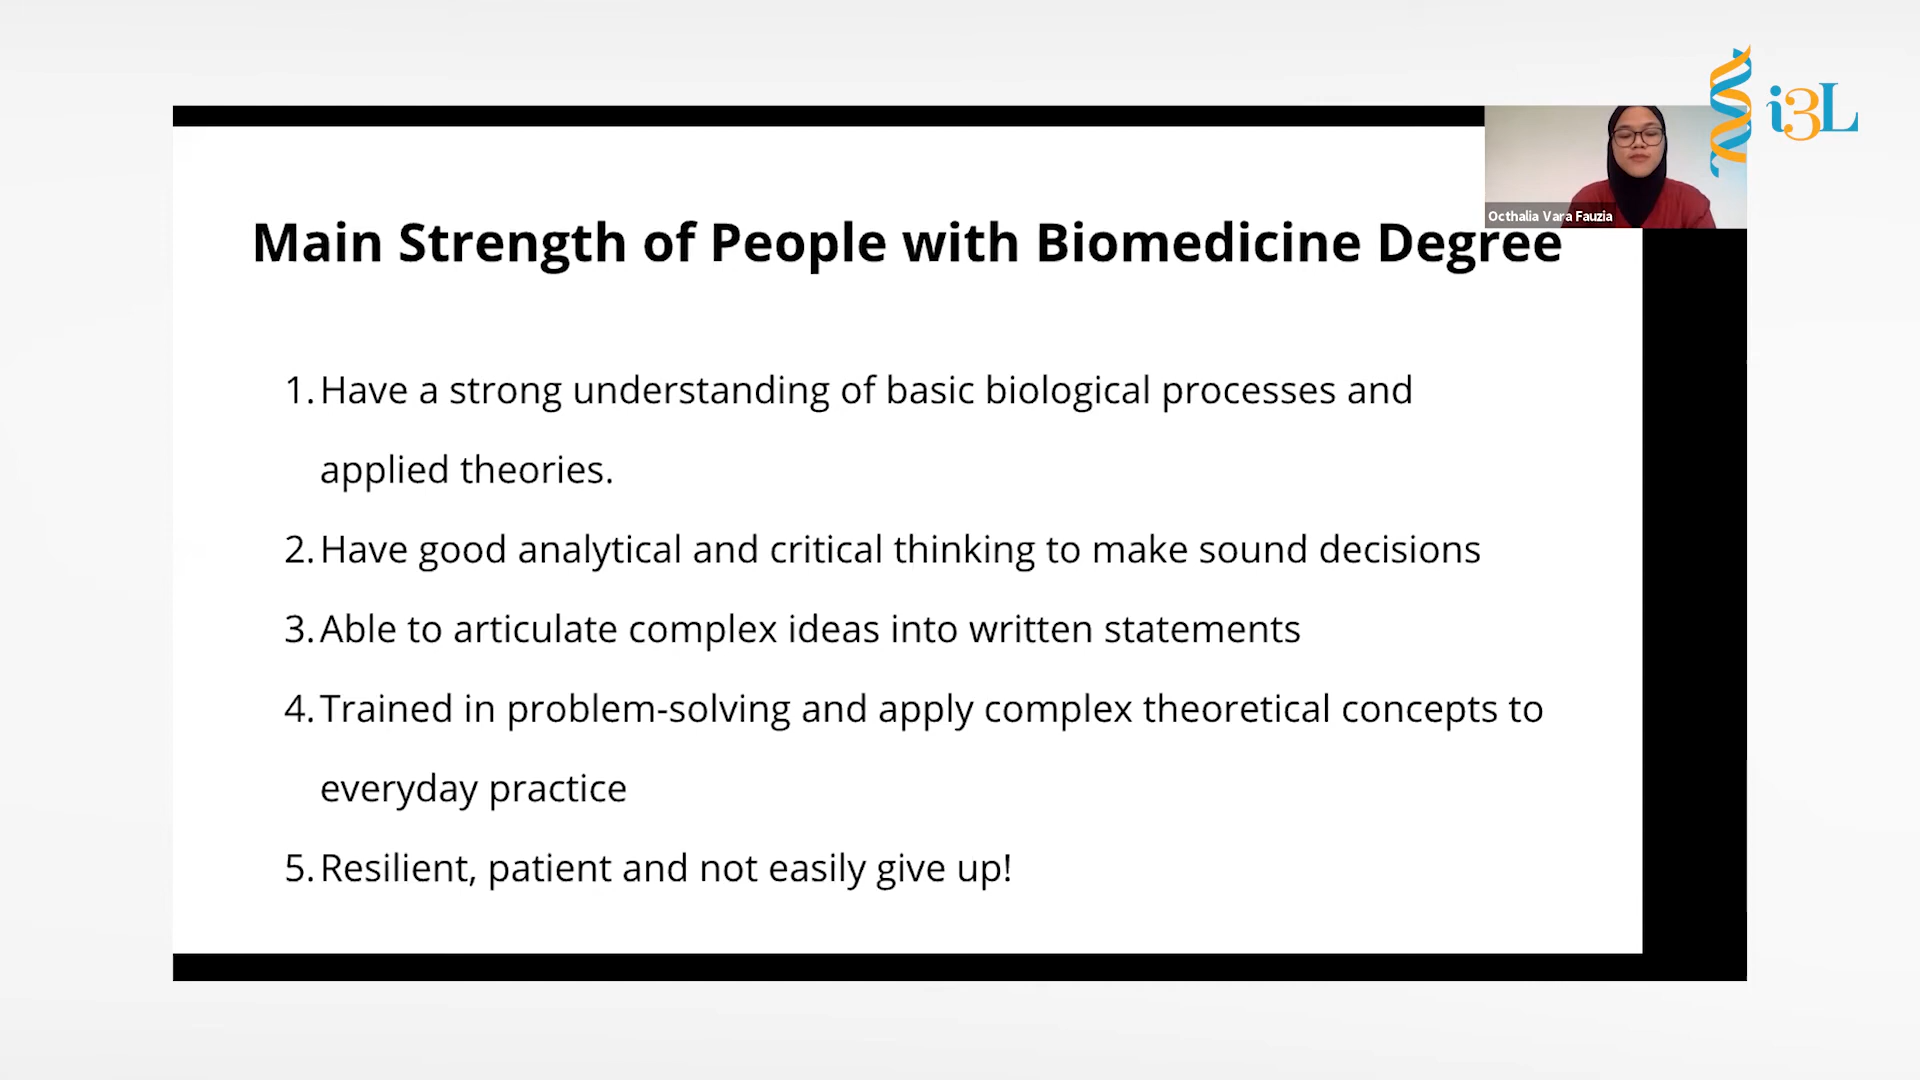 i3L
Octhalia Vara Fauzia
Main Strength of People with Biomedicine Degree
1. Have a strong understanding of basic biological processes and
applied theories.
2. Have good analytical and critical thinking to make sound decisions
3. Able to articulate complex ideas into written statements
4. Trained in problem-solving and apply complex theoretical concepts to
everyday practice
5. Resilient, patient and not easily give up!